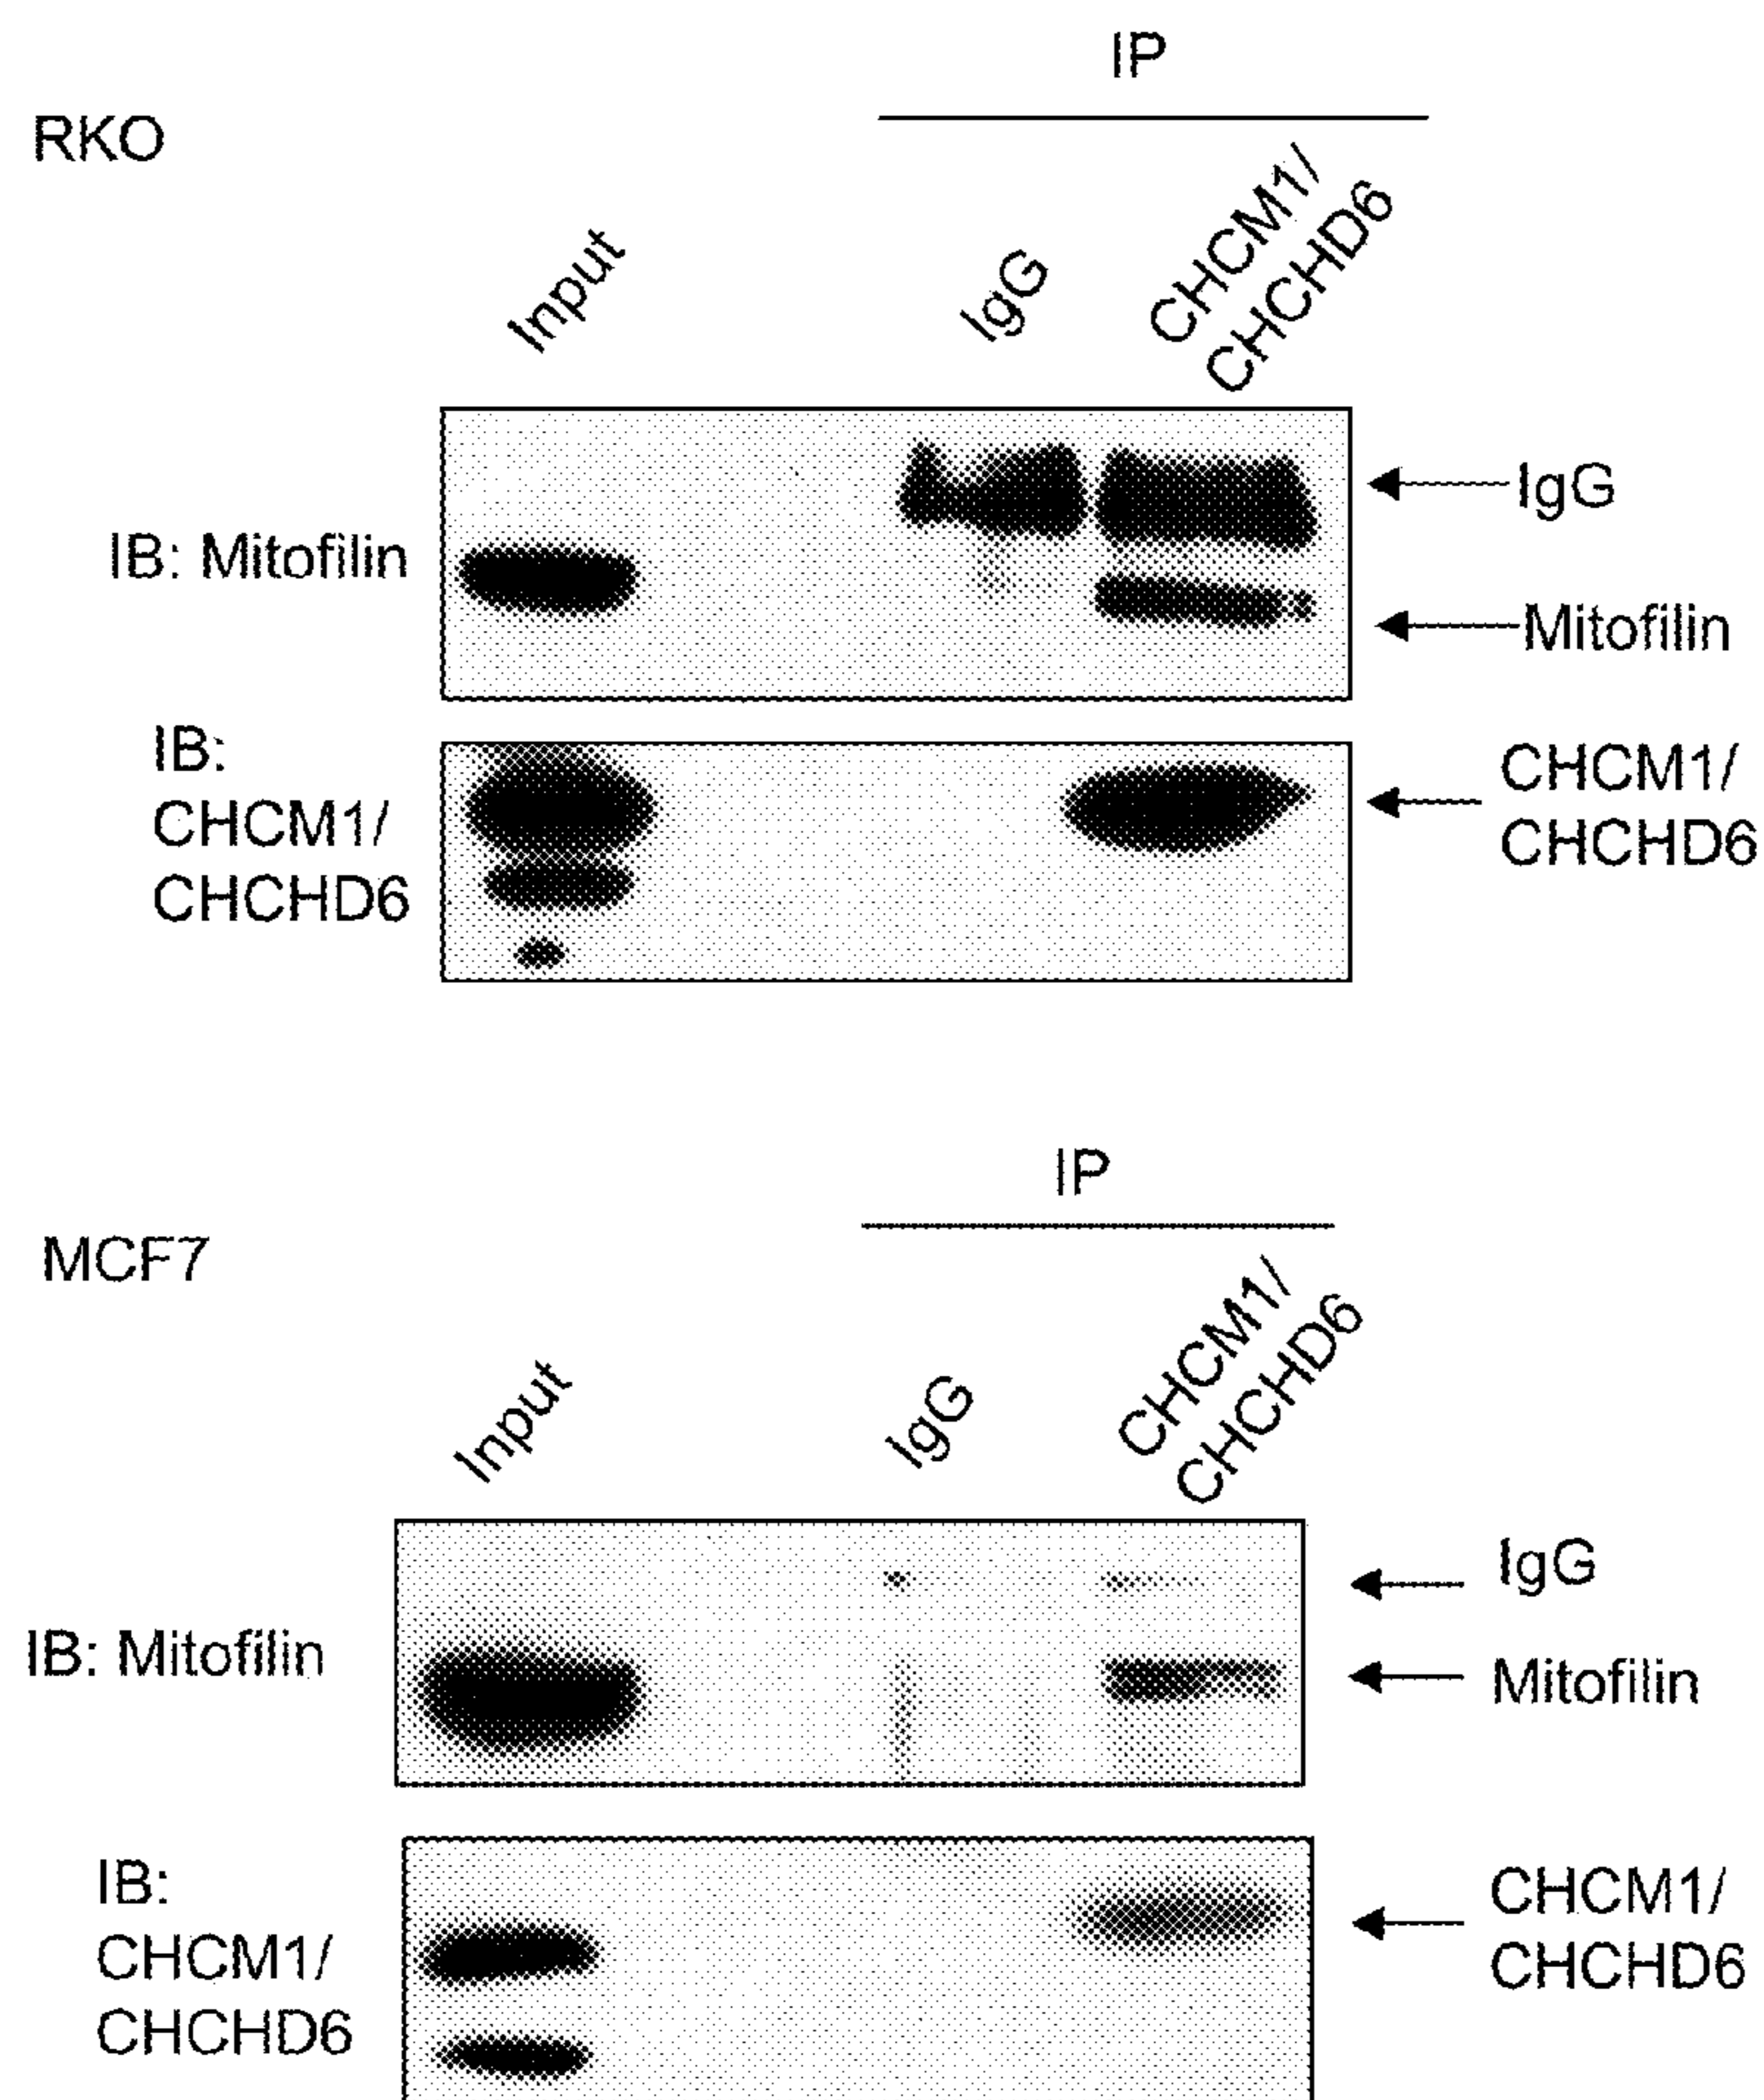 IP
RKO
Input
IgG
CHCM1/
CHCHD6
IB: Mitofilin
IgG
Mitofilin
IB:
CHCM1/
CHCHD6
CHCM1/
CHCHD6
IP
MCF7
Input
IgG
CHCM1/
CHCHD6
IB: Mitofilin
IgG
Mitofilin
IB:
CHCM1/
CHCHD6
CHCM1/
CHCHD6